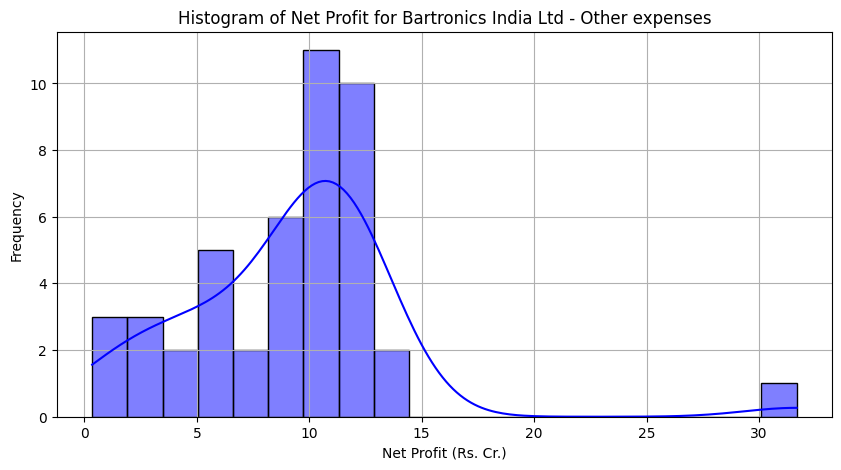 Histogram of Net Profit for Bartronics India Ltd - Other expenses
Frequency
10
8
6
4
2
0
0 5 10 15 20 25 30
Net Profit (Rs. Cr.)